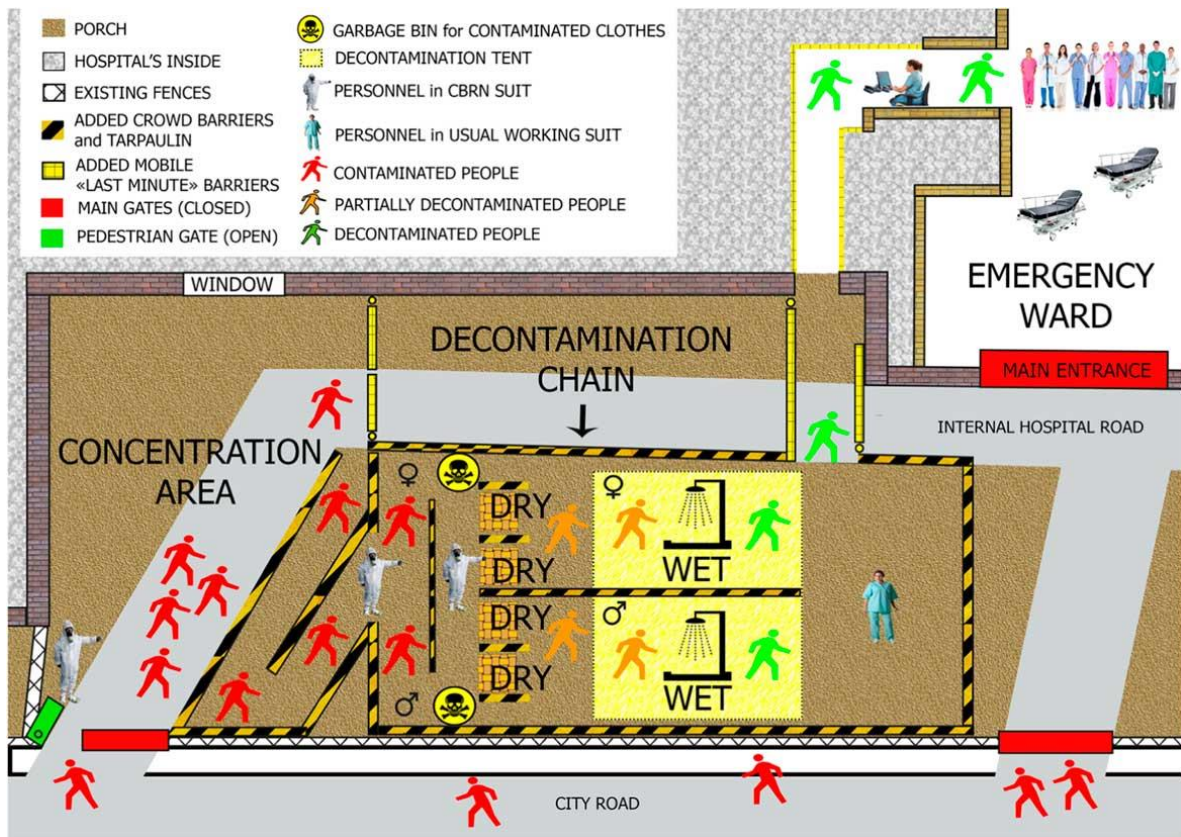 PORCH
HOSPITAL'S INSIDE
EXISTING FENCES
ADDED CROWD BARRIERS
and TARPAULIN
ADDED MOBILE
«LAST MINUTE» BARRIERS
MAIN GATES (CLOSED)
PEDESTRIAN GATE (OPEN)
GARBAGE BIN for CONTAMINATED CLOTHES
DECONTAMINATION TENT
PERSONNEL in CBRN SUIT
PERSONNEL in USUAL WORKING SUIT
CONTAMINATED PEOPLE
PARTIALLY DECONTAMINATED PEOPLE
DECONTAMINATED PEOPLE
WINDOW
EMERGENCY
WARD
MAIN ENTRANCE
DECONTAMINATION
CHAIN
INTERNAL HOSPITAL ROAD
CONCENTRATION
AREA
♀
♀
DRY
DRY
WET
DRY
♂
DRY
WET
♂
CITY ROAD